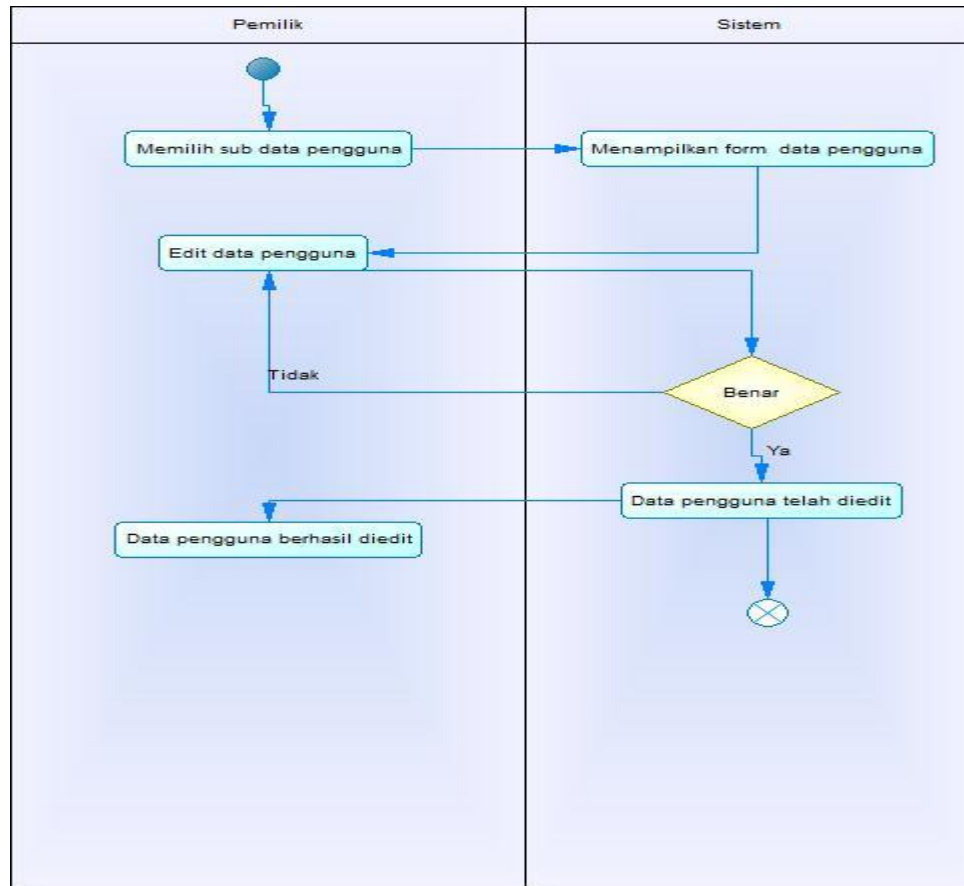 Pemilik
Sistem
Memilih sub data pengguna
Menampilkan form data pengguna
Edit data pengguna
Tidak
Benar
Ya
Data pengguna telah diedit
Data pengguna berhasil diedit